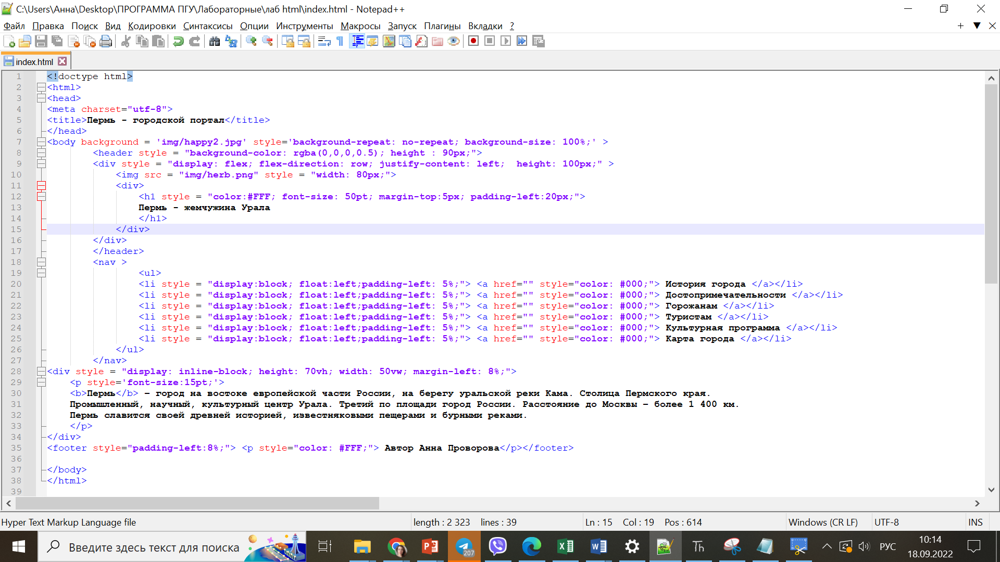 C:\Users\Анна\Desktop\ПРОГРАММА ПГУ\Лабораторные\лаб html\index.html - Notepad++
Файл Правка Поиск Вид Кодировки Синтаксисы Опции Инструменты Макросы Запуск Плагины Вкладки ?
index.html
1 <!doctype html>
2 <html>
3 <head>
4 <meta charset="utf-8">
5 <title>Пермь - городской портал</title>
6 </head>
7 <body background = 'img/happy2.jpg' style='background-repeat: no-repeat; background-size: 100%;' >
8 <header style = "background-color: rgba(0,0,0,0.5); height : 90px;">
9 <div style = "display: flex; flex-direction: row; justify-content: left;  height: 100px;" >
10 <img src = "img/herb.png" style = "width: 80px;">
11 <div>
12 <h1 style = "color:#FFF; font-size: 50pt; margin-top:5px; padding-left:20px;">
13 Пермь - жемчужина Урала
14 </h1>
15 </div>
16 </div>
17 </header>
18 <nav >
19 <ul>
20 <li style = "display:block; float:left;padding-left: 5%;"> <a href="" style="color: #000;"> История города </a></li>
21 <li style = "display:block; float:left;padding-left: 5%;"> <a href="" style="color: #000;"> Достопримечательности </a></li>
22 <li style = "display:block; float:left;padding-left: 5%;"> <a href="" style="color: #000;"> Горожанам </a></li>
23 <li style = "display:block; float:left;padding-left: 5%;"> <a href="" style="color: #000;"> Туристам </a></li>
24 <li style = "display:block; float:left;padding-left: 5%;"> <a href="" style="color: #000;"> Культурная программа </a></li>
25 <li style = "display:block; float:left;padding-left: 5%;"> <a href="" style="color: #000;"> Карта города </a></li>
26 </ul>
27 </nav>
28 <div style = "display: inline-block; height: 70vh; width: 50vw; margin-left: 8%;">
29 <p style='font-size:15pt;'>
30 <b>Пермь</b> – город на востоке европейской части России, на берегу уральской реки Кама. Столица Пермского края.
31 Промышленный, научный, культурный центр Урала. Третий по площади город России. Расстояние до Москвы – более 1 400 км.
32 Пермь славится своей древней историей, известняковыми пещерами и бурными реками.
33 </p>
34 </div>
35 <footer style="padding-left:8%;"> <p style="color: #FFF;"> Автор Анна Проворова</p></footer>
36
37 </body>
38 </html>
39
Hyper Text Markup Language file length : 2 323 lines : 39 Ln : 15 Col : 19 Pos : 614 Windows (CR LF) UTF-8 INS
Введите здесь текст для поиска 207 Th РУС 10:14
18.09.2022